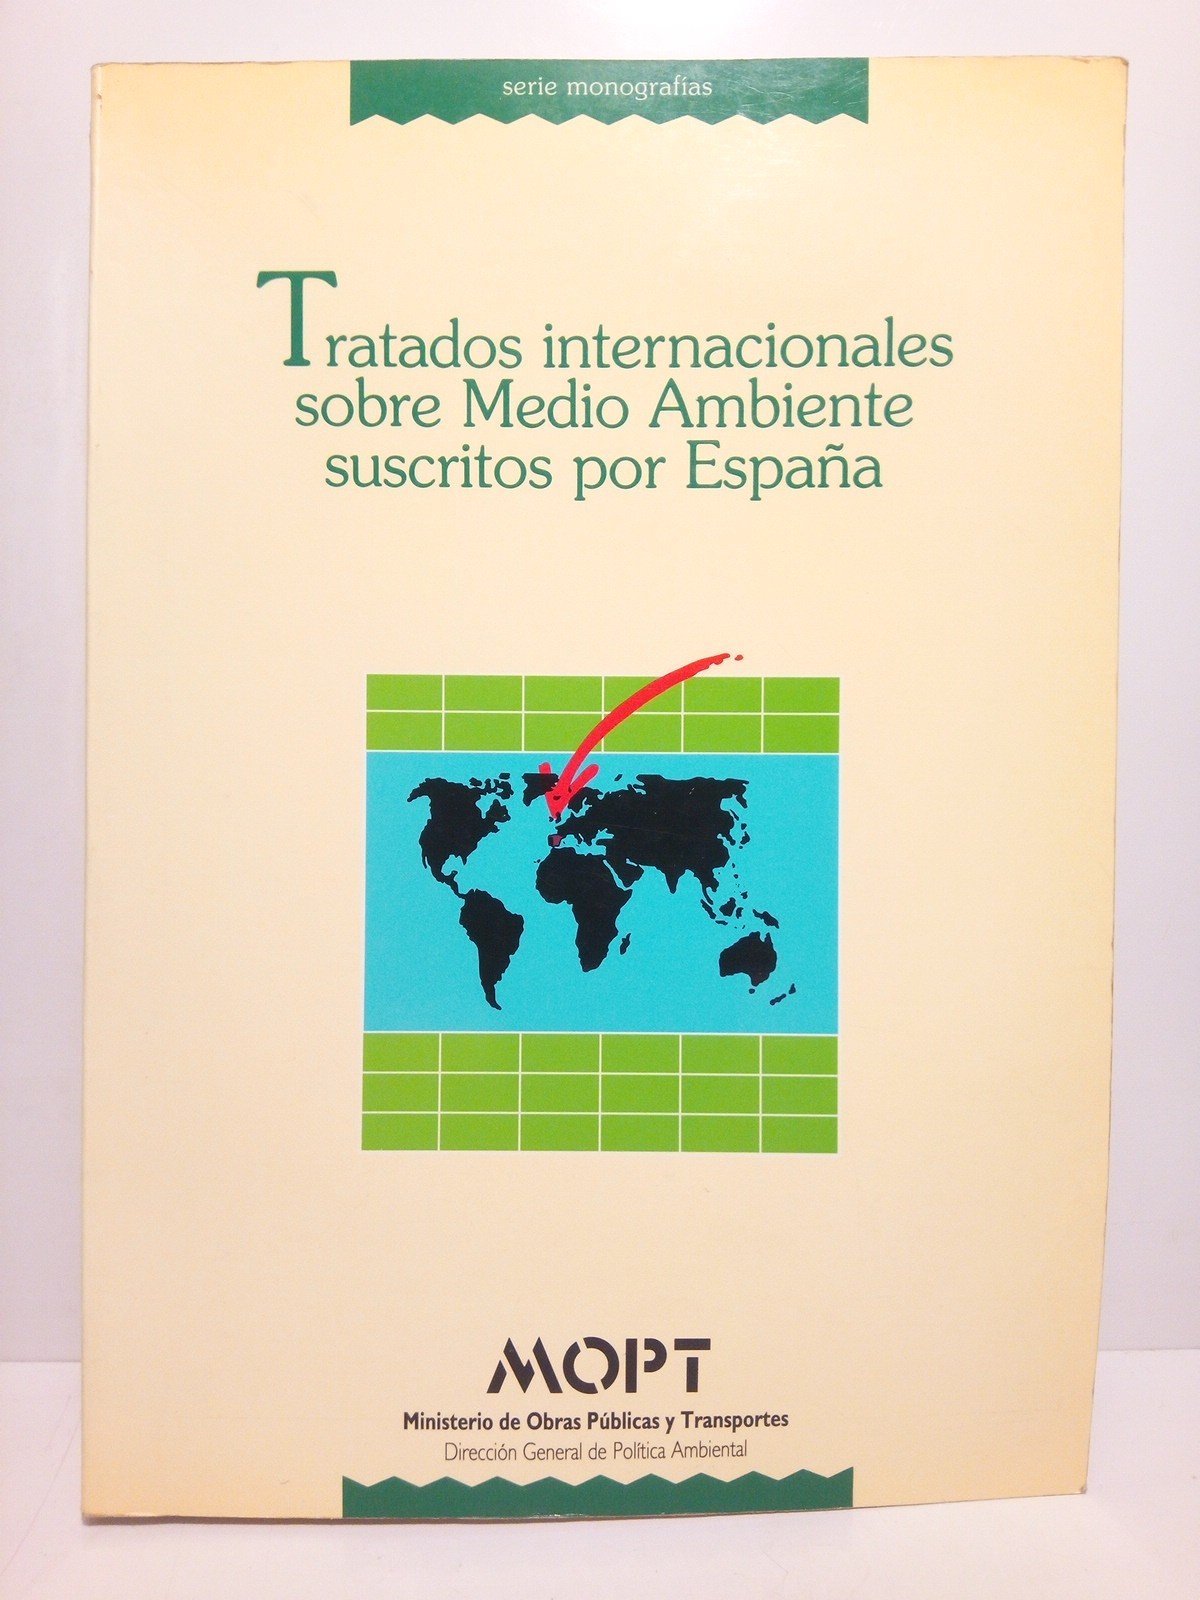 serie monografías
Tratados internacionales
sobre Medio Ambiente
suscritos por España
MOPT
Ministerio de Obras Públicas y Transportes
Dirección General de Política Ambiental